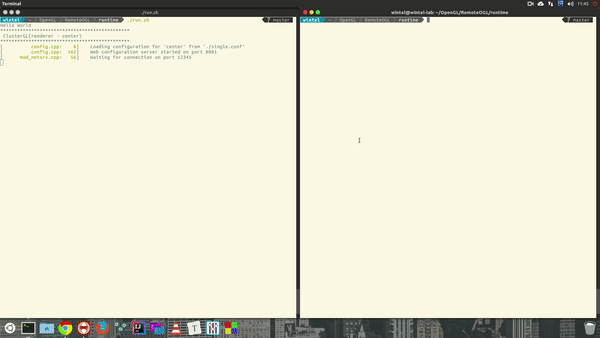 Terminal
11:45
./run.sh
wintel ~ OpenGL RemoteOGL runtime ./run.sh master
Hello World
*********************************************
ClusterGL(renderer - center)
*********************************************
config.cpp: 6| Loading configuration for 'center' from './single.conf'
config.cpp: 162| Web configuration server started on port 8081
mod_netsrv.cpp: 56| Waiting for connection on port 12345
wintel@wintel-lab: ~/OpenGL/RemoteOGL/runtime
wintel ~ OpenGL RemoteOGL runtime master